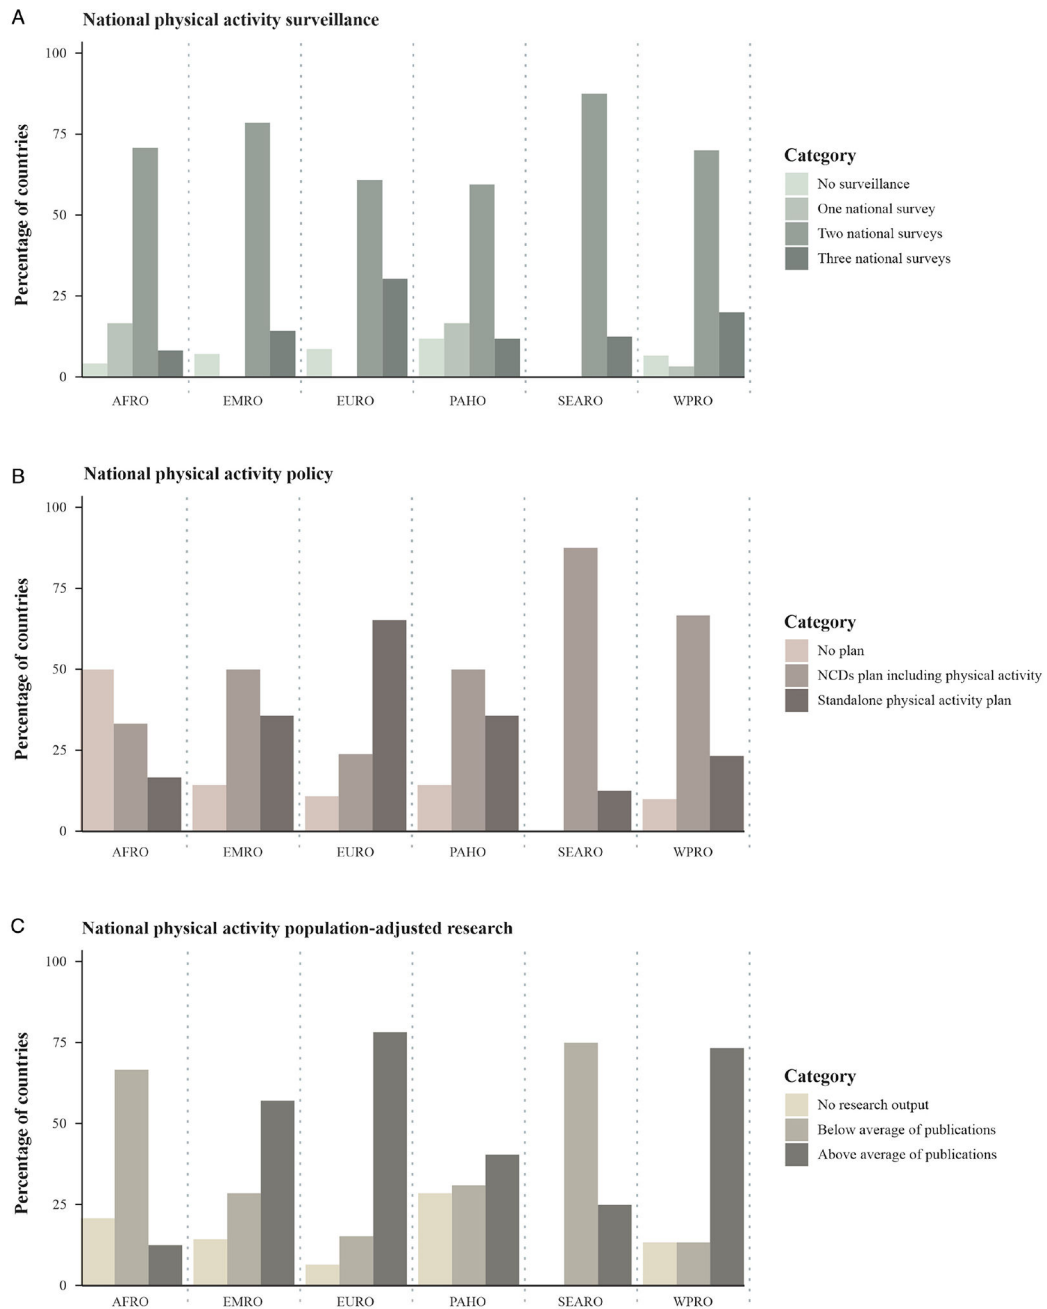 A
National physical activity surveillance
Percentage of countries
100
75
50
25
0
AFRO EMRO EURO PAHO SEARO WPRO
Category
No surveillance
One national survey
Two national surveys
Three national surveys
B
National physical activity policy
Percentage of countries
100
75
50
25
0
AFRO EMRO EURO PAHO SEARO WPRO
Category
No plan
NCDs plan including physical activity
Standalone physical activity plan
C
National physical activity population-adjusted research
Percentage of countries
100
75
50
25
0
AFRO EMRO EURO PAHO SEARO WPRO
Category
No research output
Below average of publications
Above average of publications